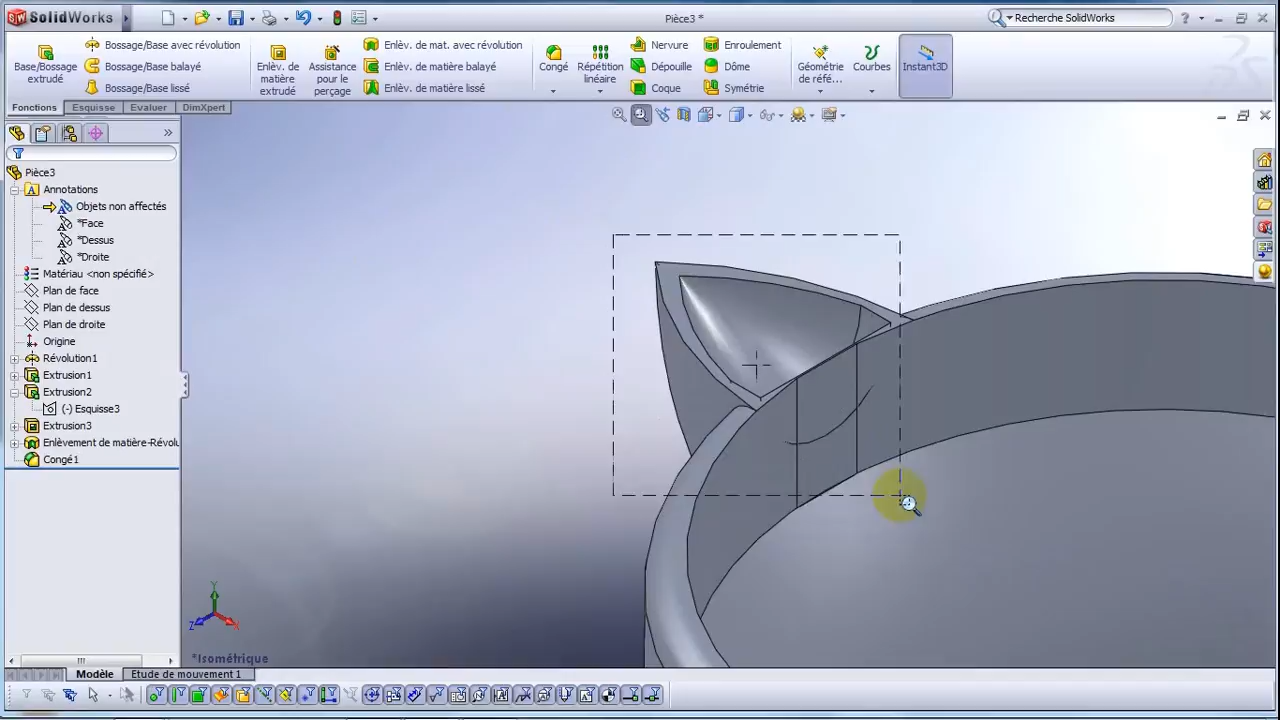 SolidWorks
Pièce3 *
Recherche SolidWorks
Base/Bossage extrudé
Bossage/Base avec révolution
Bossage/Base balayé
Bossage/Base lissé
Enlèv. de matière extrudé
Assistance pour le perçage
Enlèv. de mat. avec révolution
Enlèv. de matière balayé
Enlèv. de matière lissé
Congé
Répétition linéaire
Nervure
Dépouille
Coque
Enroulement
Dôme
Symétrie
Géométrie de réfé...
Courbes
Instant3D
Fonctions
Esquisse
Evaluer
DimXpert
Pièce3
Annotations
Objets non affectés
*Face
*Dessus
*Droite
Matériau <non spécifié>
Plan de face
Plan de dessus
Plan de droite
Origine
Révolution1
Extrusion1
Extrusion2
(-) Esquisse3
Extrusion3
Enlèvement de matière-Révolu
Congé1
Y
Z
X
*Isométrique
Modèle
Etude de mouvement 1